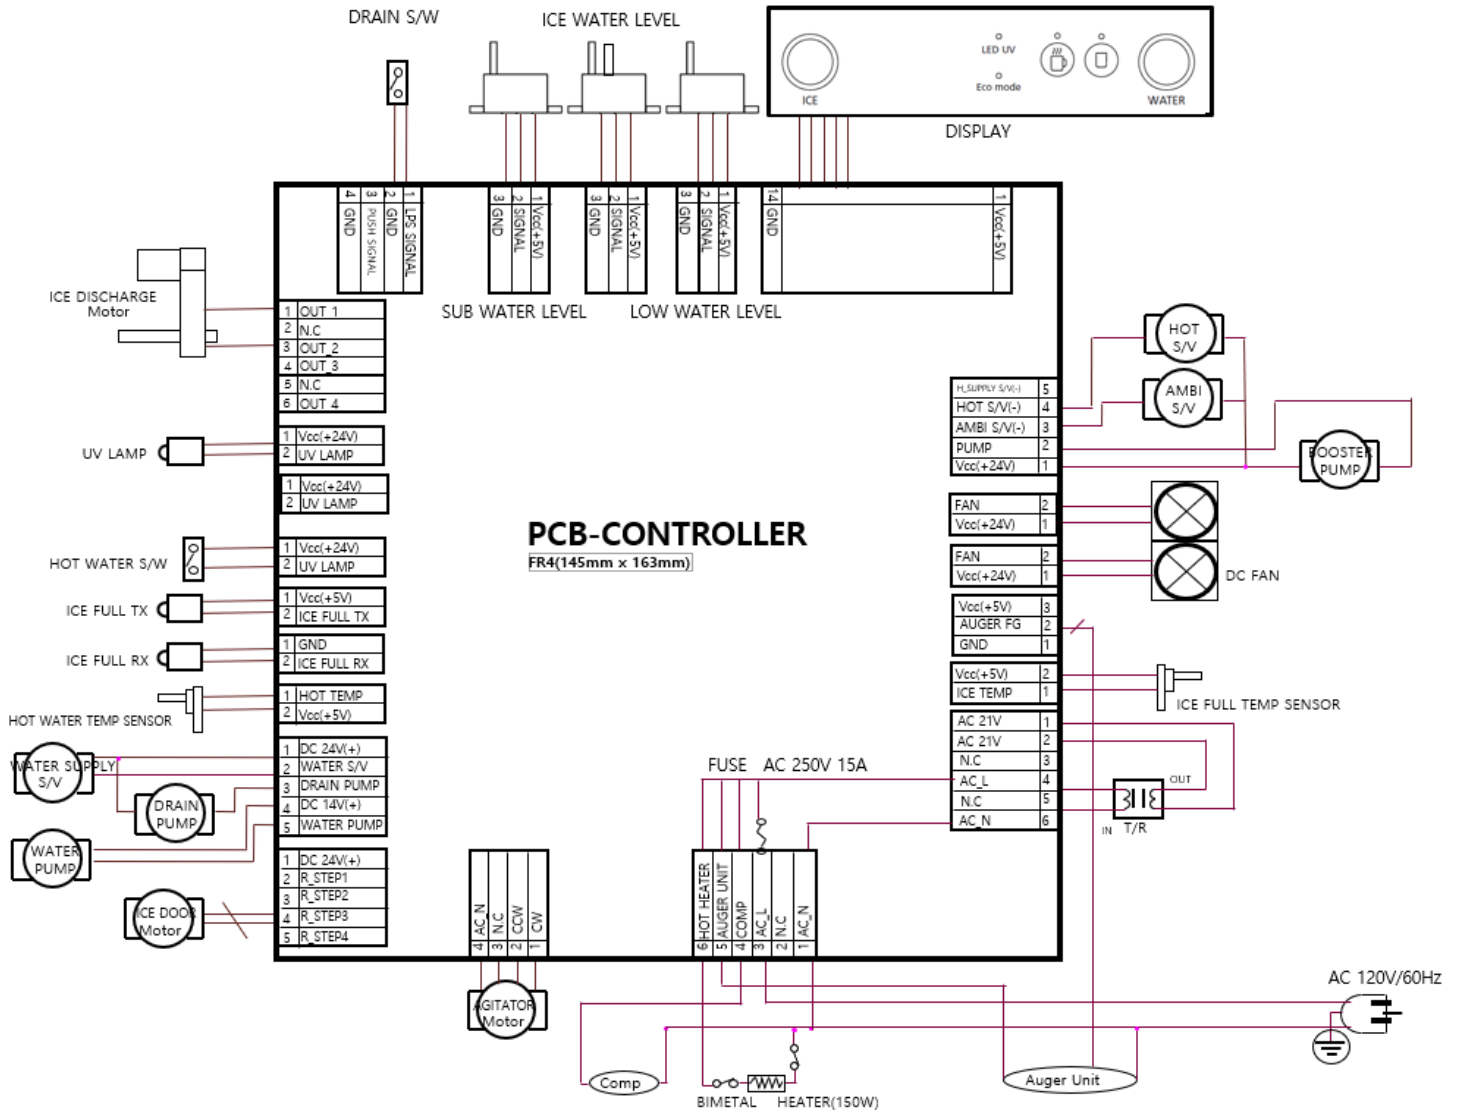 DRAIN S/W
ICE WATER LEVEL
LED UV
Eco mode
ICE
WATER
DISPLAY
4 GND
3 PUSH SIGNAL
2 GND
1 LPS SIGNAL
3 GND
2 SIGNAL
1 Vcc(+5V)
3 GND
2 SIGNAL
1 Vcc(+5V)
3 GND
2 SIGNAL
1 Vcc(+5V)
14 GND
1 Vcc(+5V)
SUB WATER LEVEL
LOW WATER LEVEL
ICE DISCHARGE
Motor
1 OUT 1
2 N.C
3 OUT_2
4 OUT_3
5 N.C
6 OUT 4
UV LAMP
1 Vcc(+24V)
2 UV LAMP
1 Vcc(+24V)
2 UV LAMP
HOT WATER S/W
1 Vcc(+24V)
2 UV LAMP
ICE FULL TX
1 Vcc(+5V)
2 ICE FULL TX
ICE FULL RX
1 GND
2 ICE FULL RX
HOT WATER TEMP SENSOR
1 HOT TEMP
2 Vcc(+5V)
WATER SUPPLY
S/V
DRAIN
PUMP
WATER
PUMP
1 DC 24V(+)
2 WATER S/V
3 DRAIN PUMP
4 DC 14V(+)
5 WATER PUMP
ICE DOOR
Motor
1 DC 24V(+)
2 R_STEP1
3 R_STEP2
4 R_STEP3
5 R_STEP4
PCB-CONTROLLER
FR4(145mm x 163mm)
HOT
S/V
AMBI
S/V
BOOSTER
PUMP
H_SUPPLY S/V(-) 5
HOT S/V(-) 4
AMBI S/V(-) 3
PUMP 2
Vcc(+24V) 1
FAN 2
Vcc(+24V) 1
FAN 2
Vcc(+24V) 1
DC FAN
Vcc(+5V) 3
AUGER FG 2
GND 1
Vcc(+5V) 2
ICE TEMP 1
ICE FULL TEMP SENSOR
AC 21V 1
AC 21V 2
N.C 3
AC_L 4
N.C 5
AC_N 6
OUT
IN T/R
FUSE AC 250V 15A
4 AC_N
3 N.C
2 CCW
1 CW
AGITATOR
Motor
6 HOT HEATER
5 AUGER UNIT
4 COMP
3 AC_L
2 N.C
1 AC_N
AC 120V/60Hz
Comp
BIMETAL
HEATER(150W)
Auger Unit